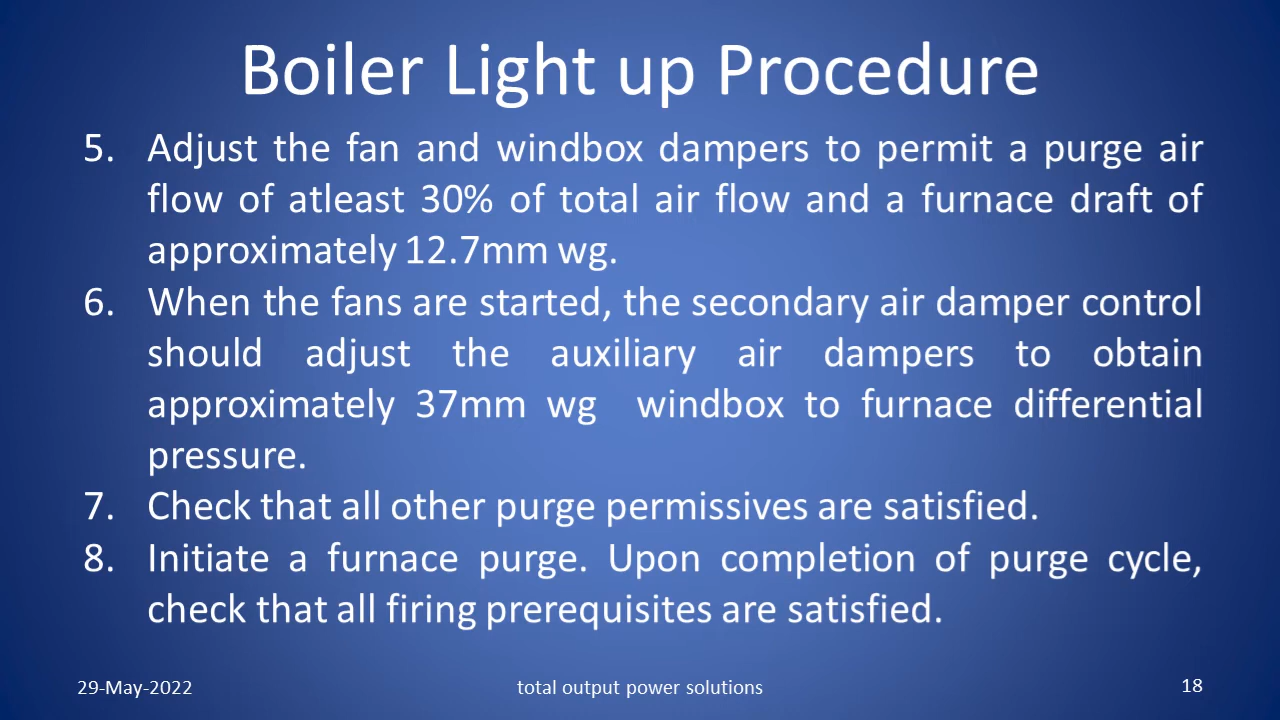 Boiler Light up Procedure
5. Adjust the fan and windbox dampers to permit a purge air
flow of atleast 30% of total air flow and a furnace draft of
approximately 12.7mm wg.
6. When the fans are started, the secondary air damper control
should adjust the auxiliary air dampers to obtain
approximately 37mm wg windbox to furnace differential
pressure.
7. Check that all other purge permissives are satisfied.
8. Initiate a furnace purge. Upon completion of purge cycle,
check that all firing prerequisites are satisfied.
29-May-2022
total output power solutions
18